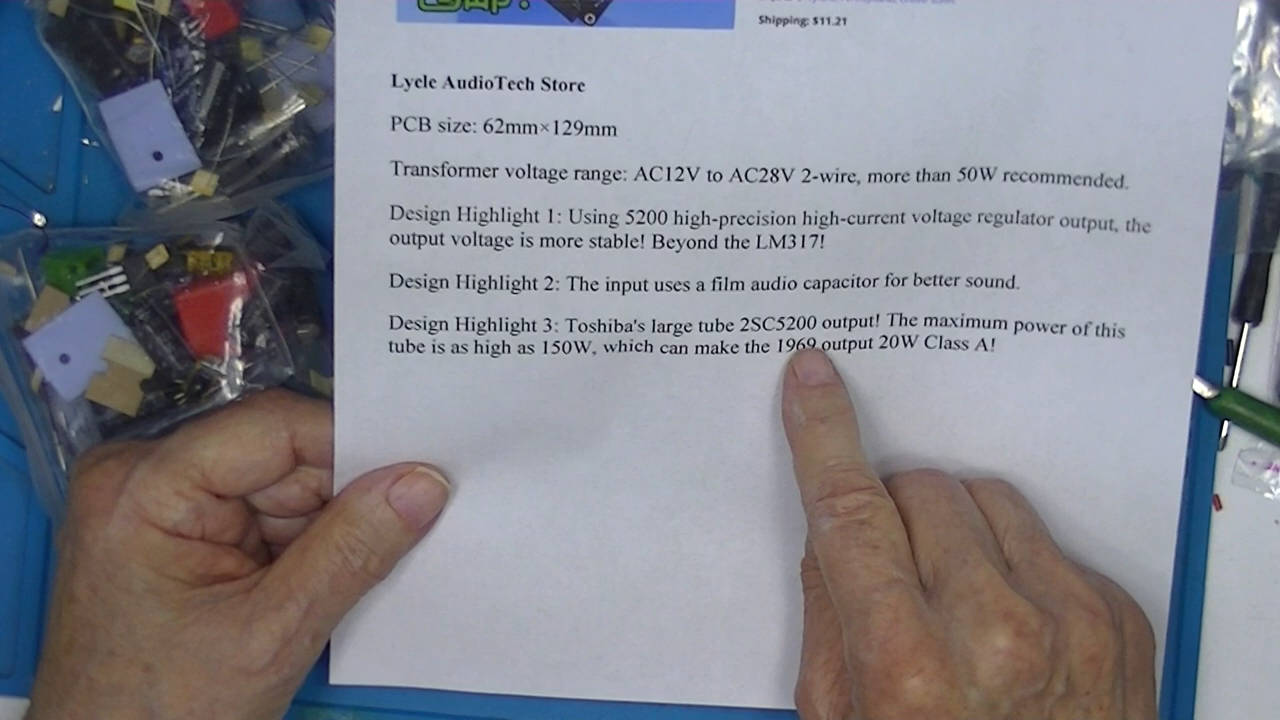 Shipping: $11.21
Lycle AudioTech Store
PCB size: 62mm×129mm
Transformer voltage range: AC12V to AC28V 2-wire, more than 50W recommended.
Design Highlight 1: Using 5200 high-precision high-current voltage regulator output, the
output voltage is more stable! Beyond the LM317!
Design Highlight 2: The input uses a film audio capacitor for better sound.
Design Highlight 3: Toshiba's large tube 2SC5200 output! The maximum power of this
tube is as high as 150W, which can make the 1969 output 20W Class A!